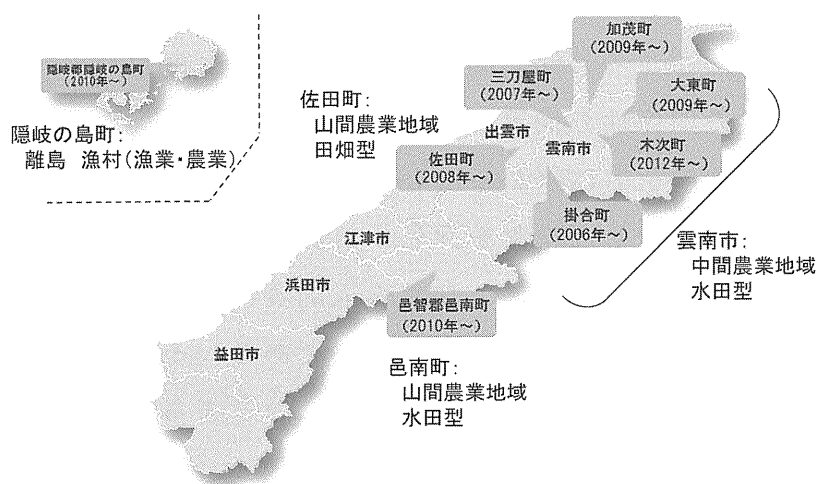 加茂町
(2009年～)
隠岐郡隠岐の島町
(2010年～)
三刀屋町
(2007年～)
大東町
(2009年～)
佐田町：
山間農業地域
田畑型
隠岐の島町：
離島 漁村(漁業・農業)
出雲市
雲南市
木次町
(2012年～)
佐田町
(2008年～)
掛合町
(2006年～)
江津市
雲南市：
中間農業地域
水田型
浜田市
邑智郡邑南町
(2010年～)
益田市
邑南町：
山間農業地域
水田型